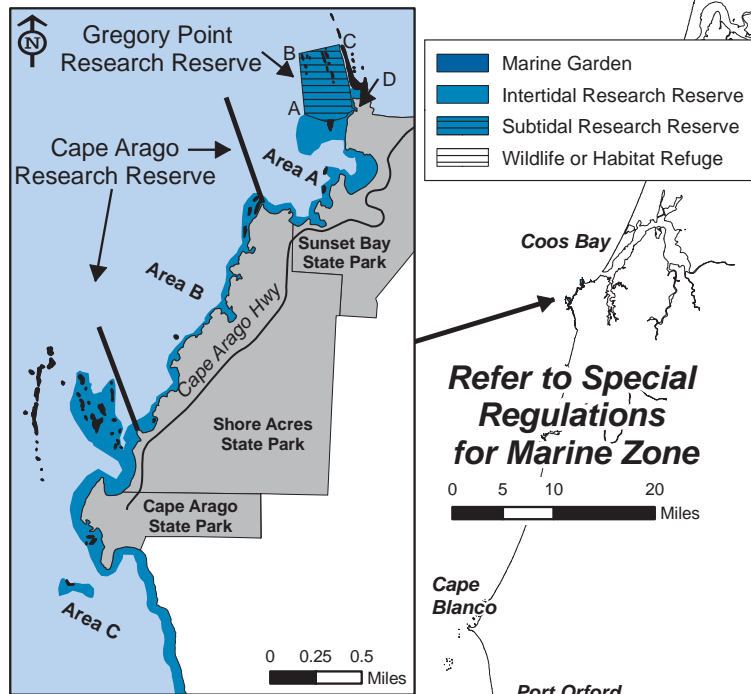 N
Gregory Point
Research Reserve
B
C
D
A
Cape Arago
Research Reserve
Area A
Sunset Bay
State Park
Area B
Cape Arago Hwy
Shore Acres
State Park
Cape Arago
State Park
Area C
0 0.25 0.5
Miles
Marine Garden
Intertidal Research Reserve
Subtidal Research Reserve
Wildlife or Habitat Refuge
Coos Bay
Refer to Special
Regulations
for Marine Zone
0 5 10 20
Miles
Cape
Blanco
Port Orford